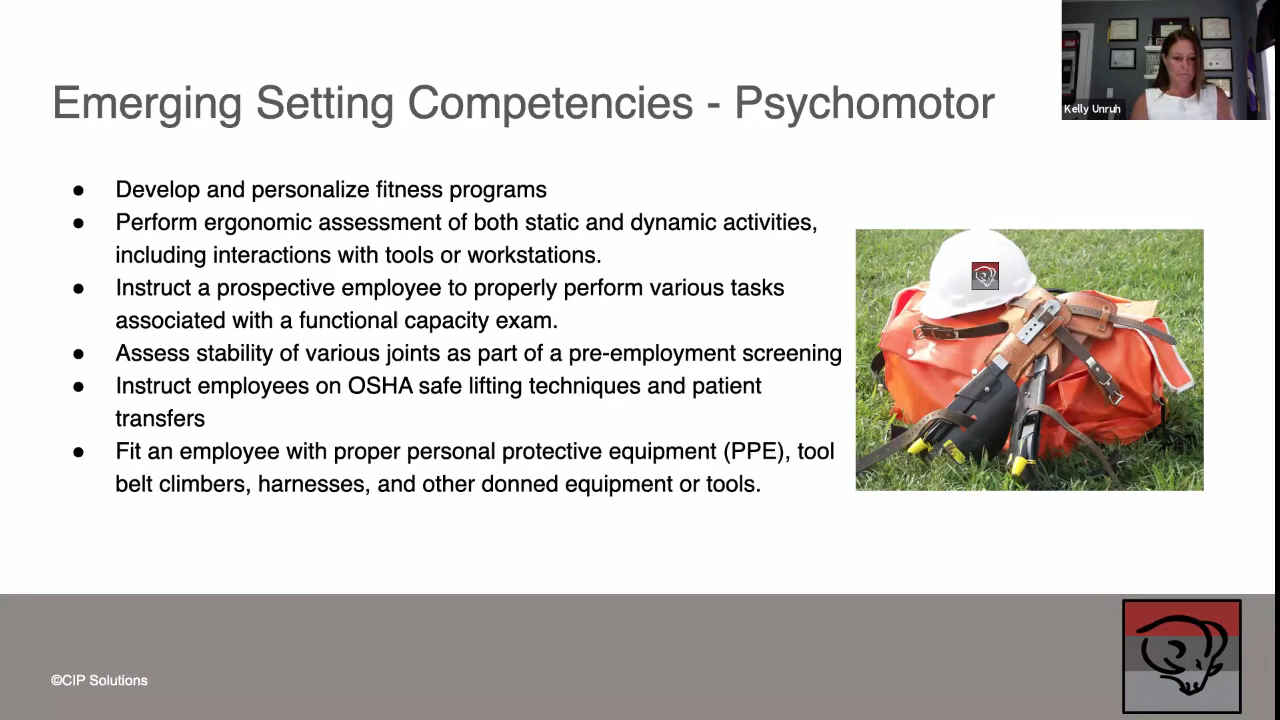 Emerging Setting Competencies - Psychomotor
Kelly Unruh
● Develop and personalize fitness programs
● Perform ergonomic assessment of both static and dynamic activities,
including interactions with tools or workstations.
● Instruct a prospective employee to properly perform various tasks
associated with a functional capacity exam.
● Assess stability of various joints as part of a pre-employment screening
● Instruct employees on OSHA safe lifting techniques and patient
transfers
● Fit an employee with proper personal protective equipment (PPE), tool
belt climbers, harnesses, and other donned equipment or tools.
©CIP Solutions